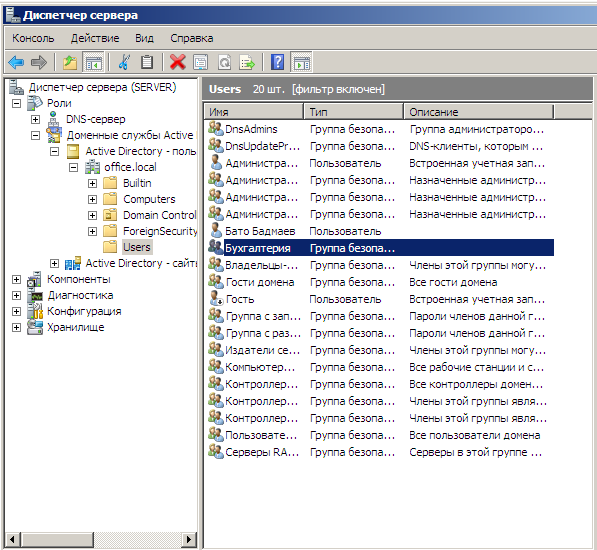 Диспетчер сервера
Консоль Действие Вид Справка
Диспетчер сервера (SERVER)
Роли
DNS-сервер
Доменные службы Active I
Active Directory - поль
office.local
Builtin
Computers
Domain Control
ForeignSecurity
Users
Active Directory - сайты
Компоненты
Диагностика
Конфигурация
Хранилище
Users 20 шт. [фильтр включен]
Имя Тип Описание
DnsAdmins Группа безопа... Группа администраторо...
DnsUpdatePr... Группа безопа... DNS-клиенты, которым ...
Администра... Пользователь Встроенная учетная зап...
Администра... Группа безопа... Назначенные администр...
Администра... Группа безопа... Назначенные администр...
Администра... Группа безопа... Назначенные администр...
Бато Бадмаев Пользователь
Бухгалтерия Группа безопа...
Владельцы-... Группа безопа... Члены этой группы могу...
Гости домена Группа безопа... Все гости домена
Гость Пользователь Встроенная учетная зап...
Группа с зап... Группа безопа... Пароли членов данной г...
Группа с раз... Группа безопа... Пароли членов данной г...
Издатели се... Группа безопа... Члены этой группы могу...
Компьютер... Группа безопа... Все рабочие станции и с...
Контроллер... Группа безопа... Все контроллеры домен...
Контроллер... Группа безопа... Члены этой группы явля...
Контроллер... Группа безопа... Члены этой группы явля...
Пользовате... Группа безопа... Все пользователи домена
Серверы RA... Группа безопа... Серверы в этой группе ...